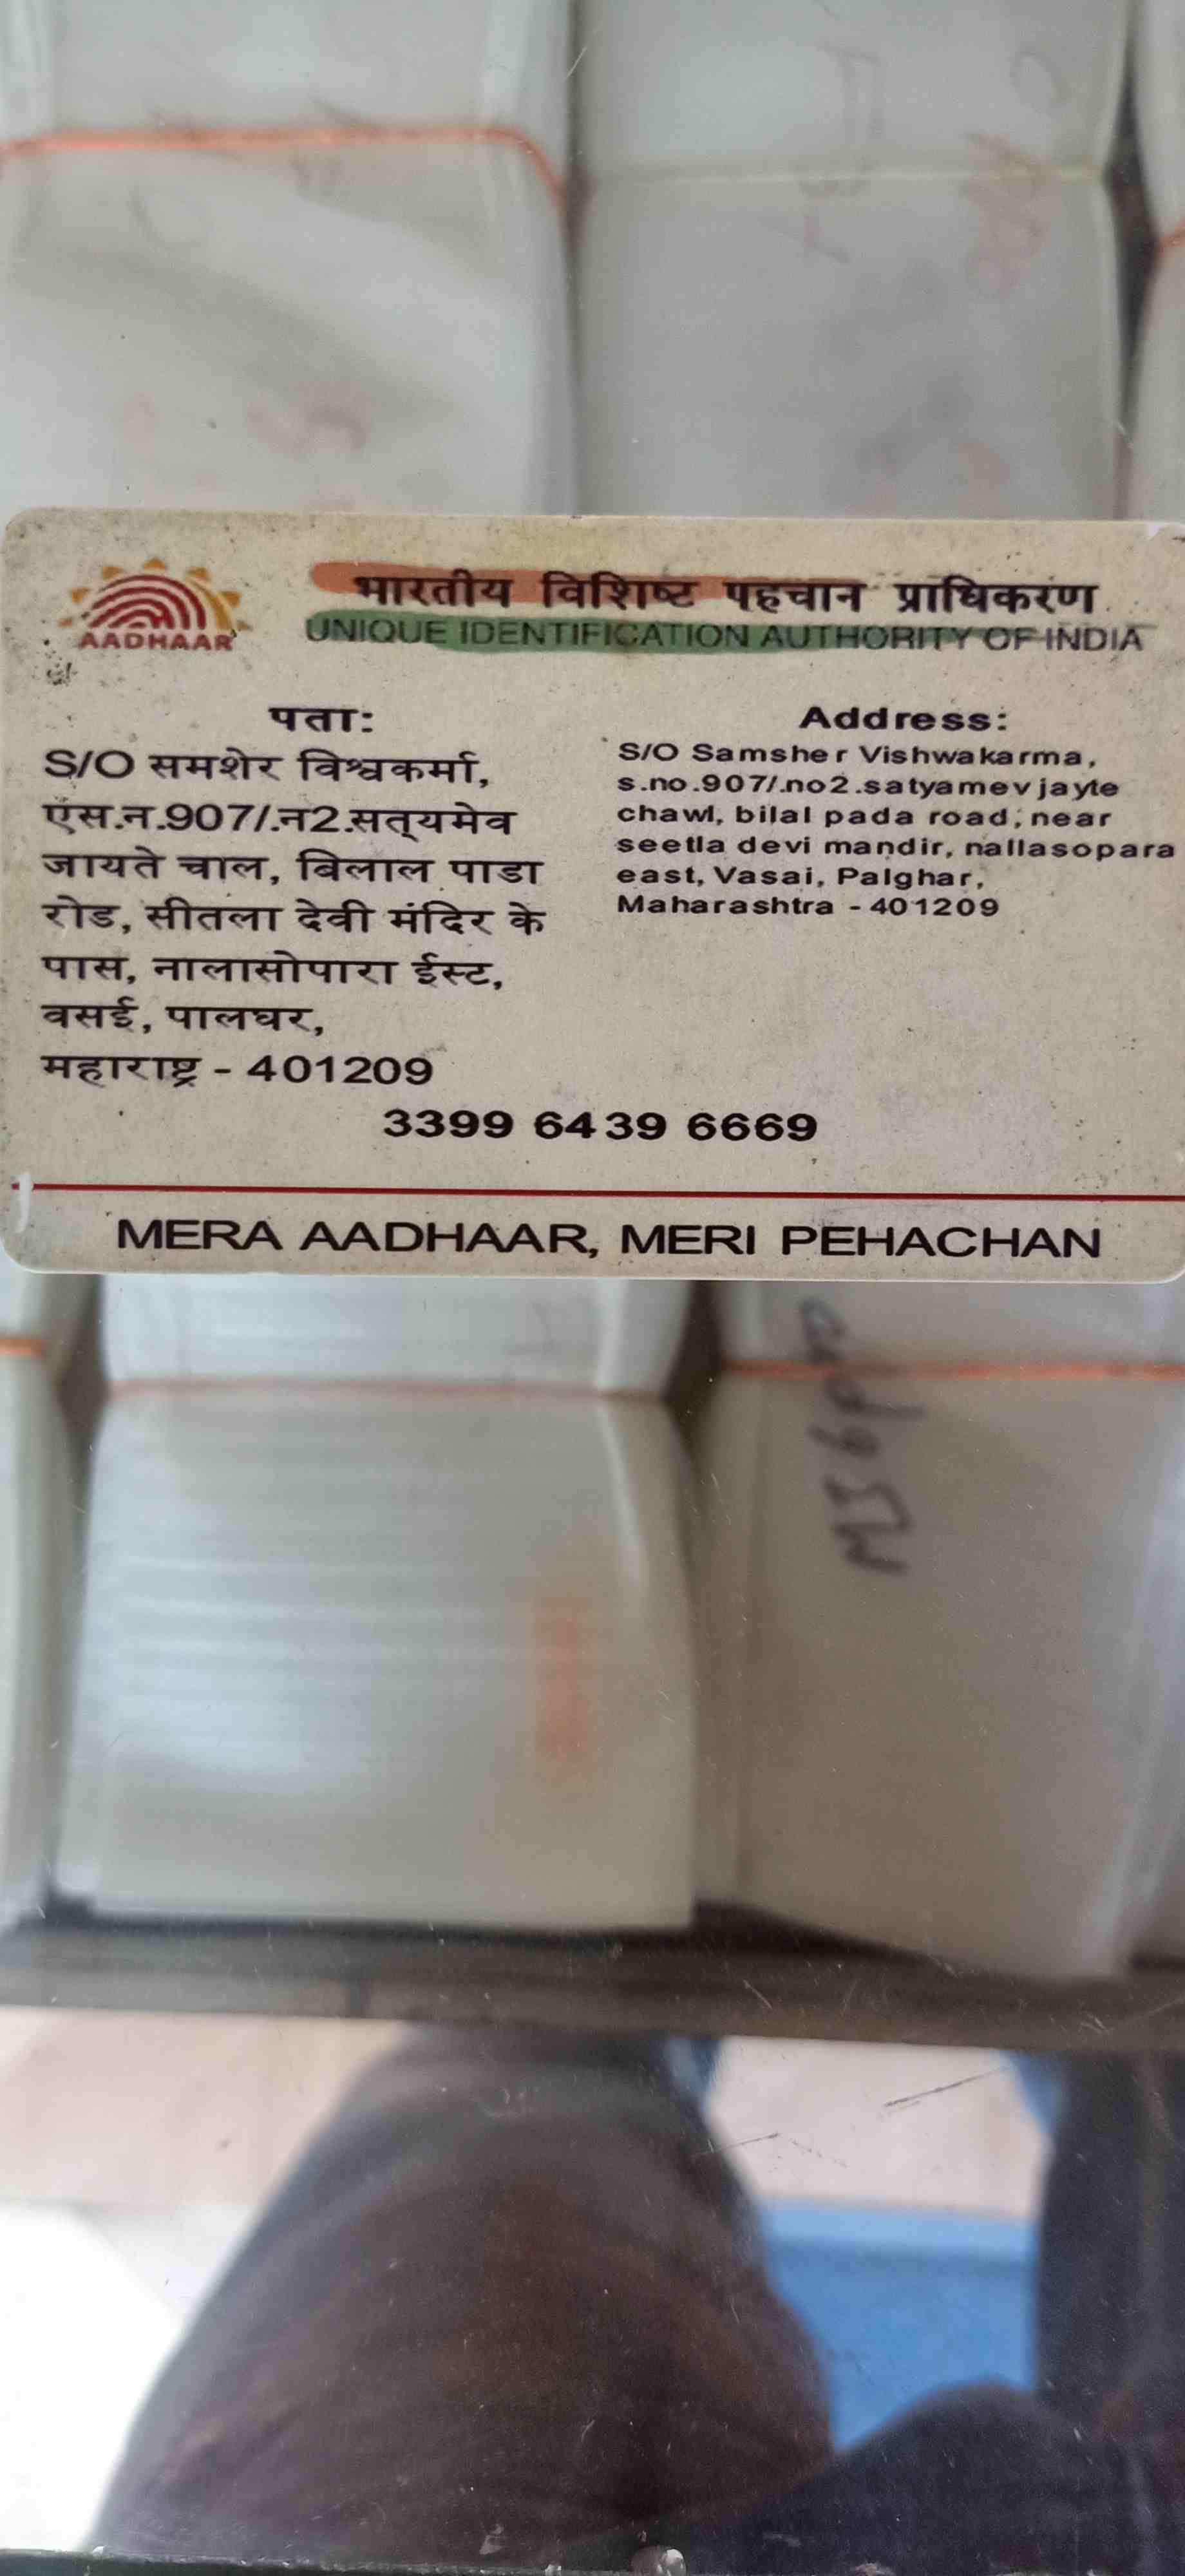 AADHAAR
भारतीय विशिष्ट पहचान प्राधिकरण
UNIQUE IDENTIFICATION AUTHORITY OF INDIA
पता:
S/O समशेर विश्वकर्मा,
एस.न.907/.न2.सत्यमेव
जायते चाल, बिलाल पाडा
रोड, सीतला देवी मंदिर के
पास, नालासोपारा ईस्ट,
वसई, पालघर,
महाराष्ट्र - 401209
Address:
S/O Samsher Vishwakarma,
s.no.907/.no2.satyamev jayte
chawl, bilal pada road, near
seetla devi mandir, nallasopara
east, Vasai, Palghar,
Maharashtra - 401209
3399 6439 6669
MERA AADHAAR, MERI PEHACHAN